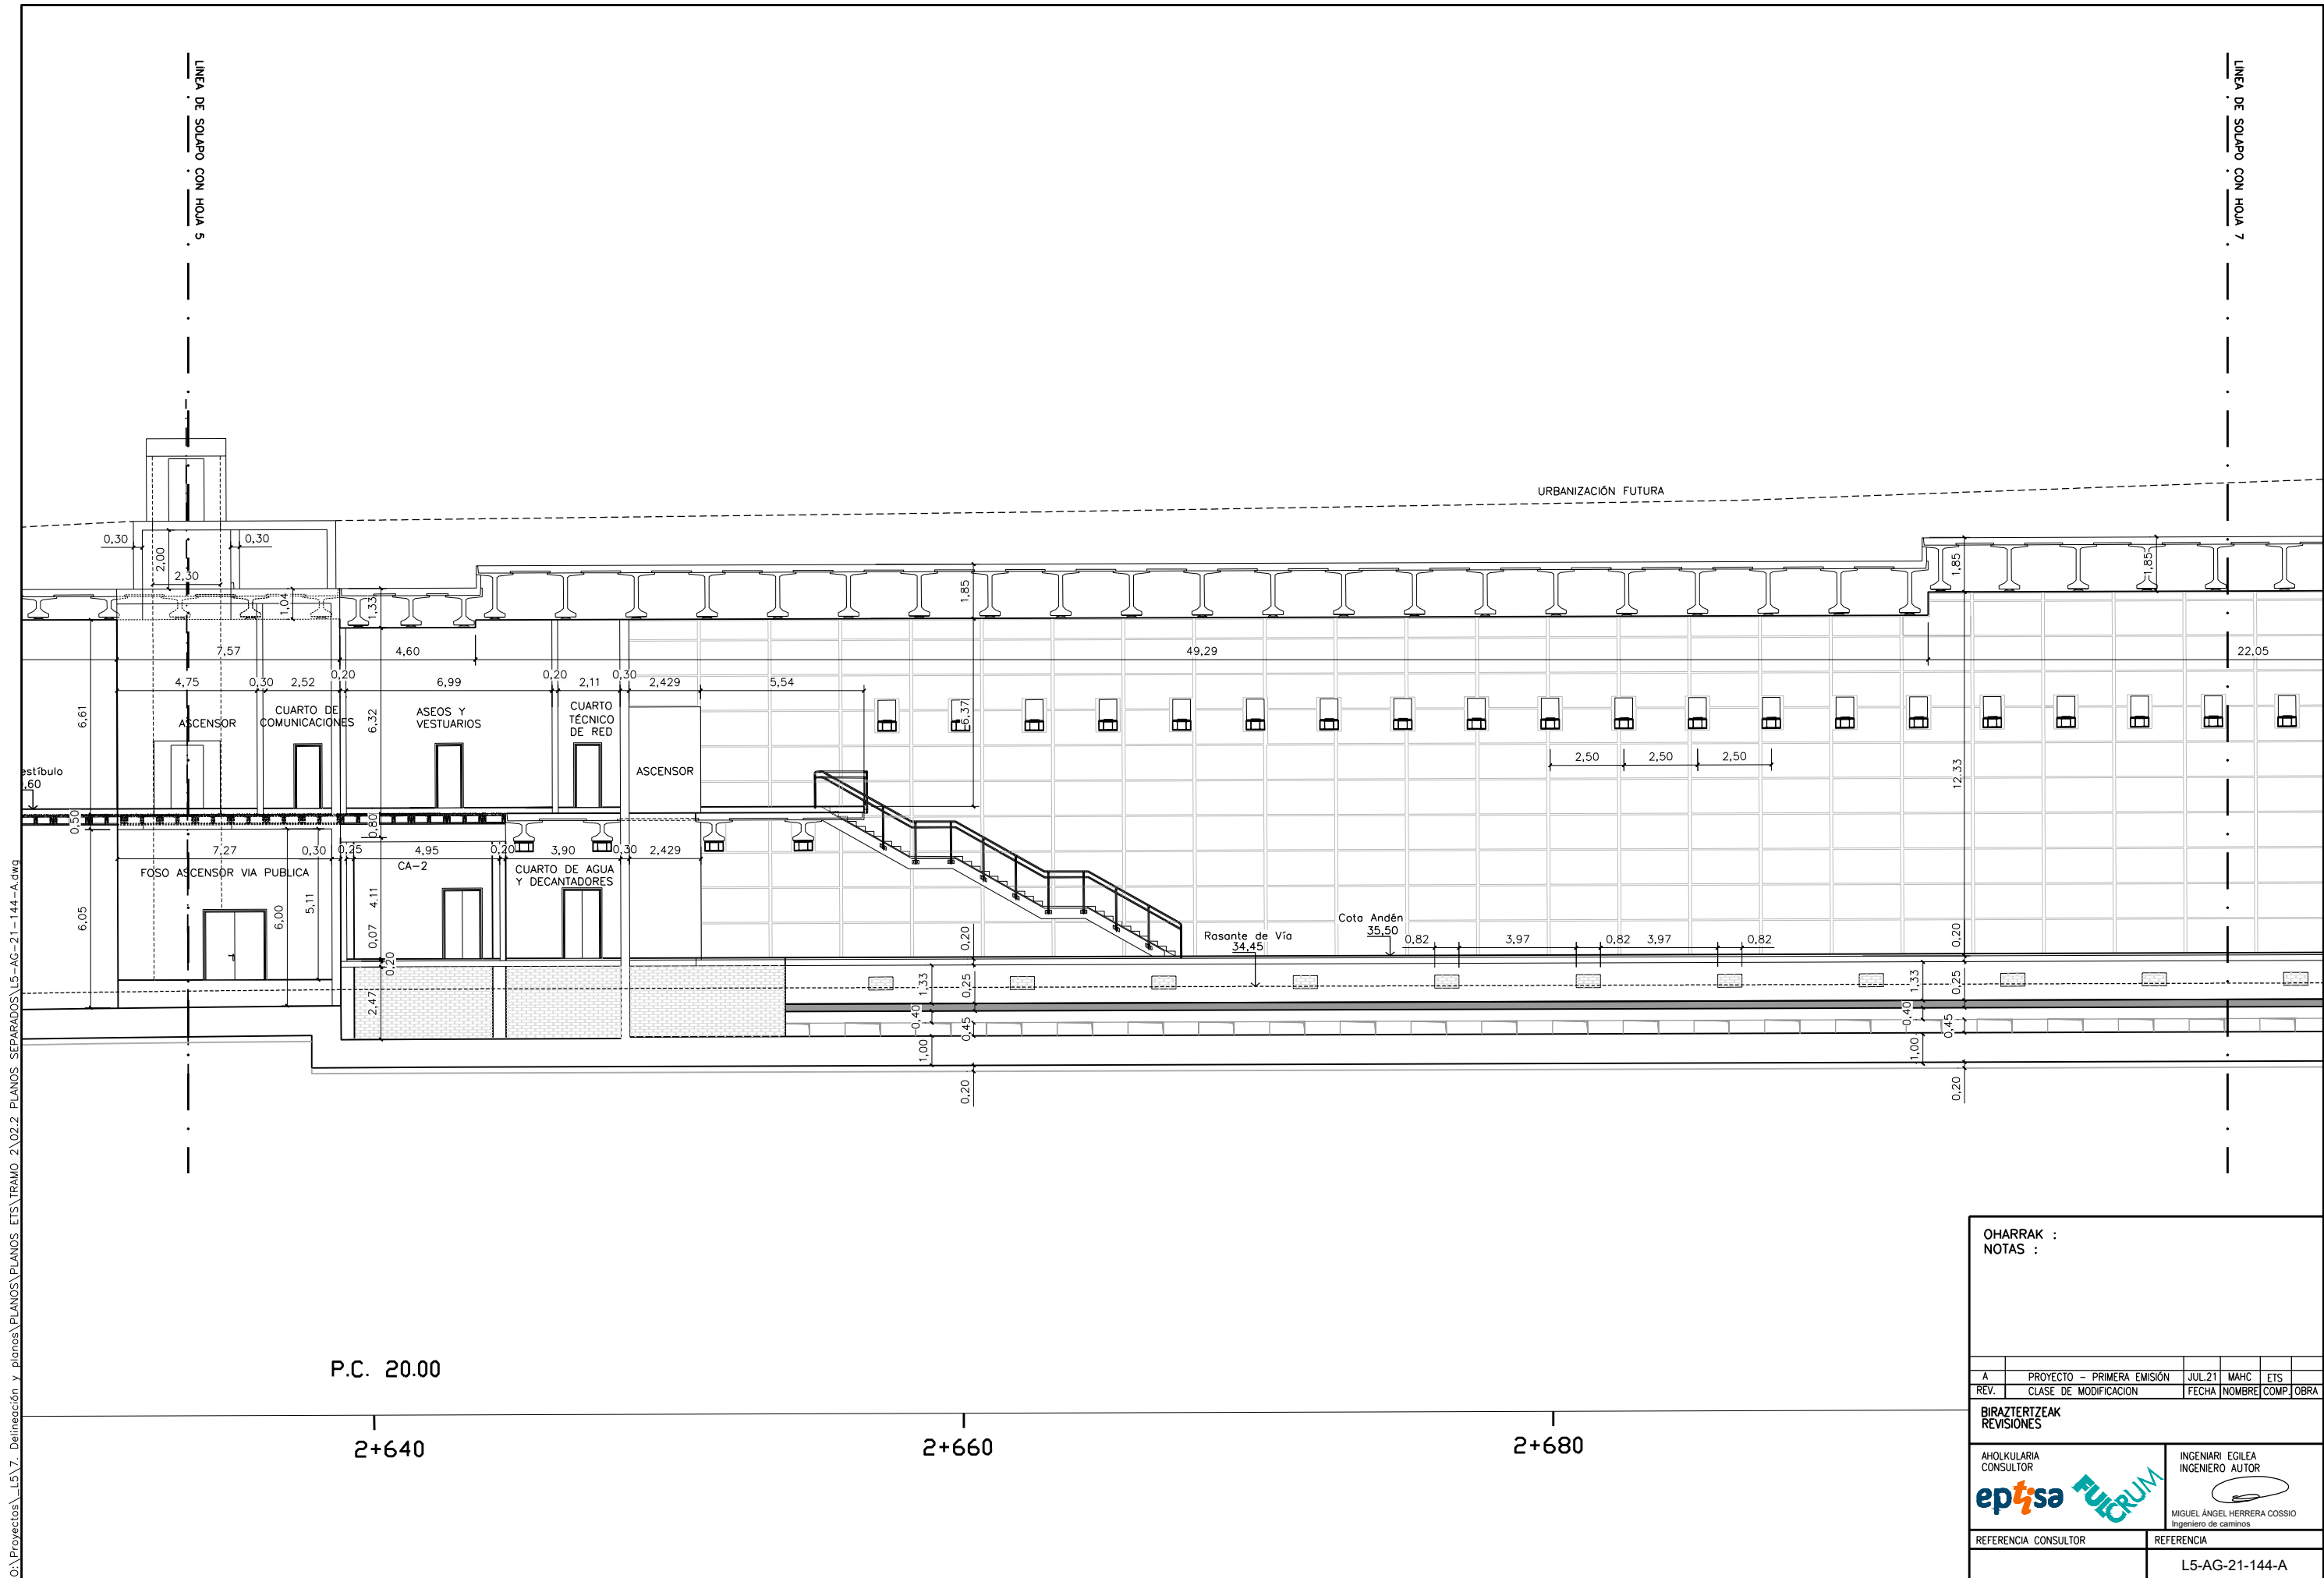 LÍNEA DE SOLAPO CON HOJA 5
LÍNEA DE SOLAPO CON HOJA 7
URBANIZACIÓN FUTURA
0,30
0,30
2,00
2,30
1,04
1,33
1,85
1,85
1,85
7,57
4,60
49,29
22,05
4,75
0,30
2,52
0,20
6,99
0,20
2,11
0,30
2,429
5,54
6,61
ASCENSOR
CUARTO DE
COMUNICACIONES
6,32
ASEOS Y
VESTUARIOS
CUARTO
TÉCNICO
DE RED
ASCENSOR
6,37
2,50
2,50
2,50
12,33
estíbulo
,60
0,50
0,80
7,27
0,30
0,25
4,95
0,20
3,90
0,30
2,429
FOSO ASCENSOR VIA PUBLICA
CA-2
CUARTO DE AGUA
Y DECANTADORES
6,05
6,00
5,11
4,11
0,07
0,20
2,47
Rasante de Vía
34,45
Cota Andén
35,50
0,82
3,97
0,82
3,97
0,82
0,20
1,33
0,25
0,40
0,45
1,00
0,20
0,20
1,33
0,25
0,40
0,45
1,00
0,20
O:\Proyectos\_L5\7. Delineación y planos\PLANOS\PLANOS ETS\TRAMO 2\02.2 PLANOS SEPARADOS\L5-AG-21-144-A.dwg
P.C. 20.00
2+640
2+660
2+680
OHARRAK :
NOTAS :
A PROYECTO - PRIMERA EMISIÓN JUL.21 MAHC ETS
REV. CLASE DE MODIFICACION FECHA NOMBRE COMP. OBRA
BIRAZTERTZEAK
REVISIONES
AHOLKULARIA
CONSULTOR
eptisa
FULCRUM
INGENIARI EGILEA
INGENIERO AUTOR
MIGUEL ÁNGEL HERRERA COSSIO
Ingeniero de caminos
REFERENCIA CONSULTOR
REFERENCIA
L5-AG-21-144-A